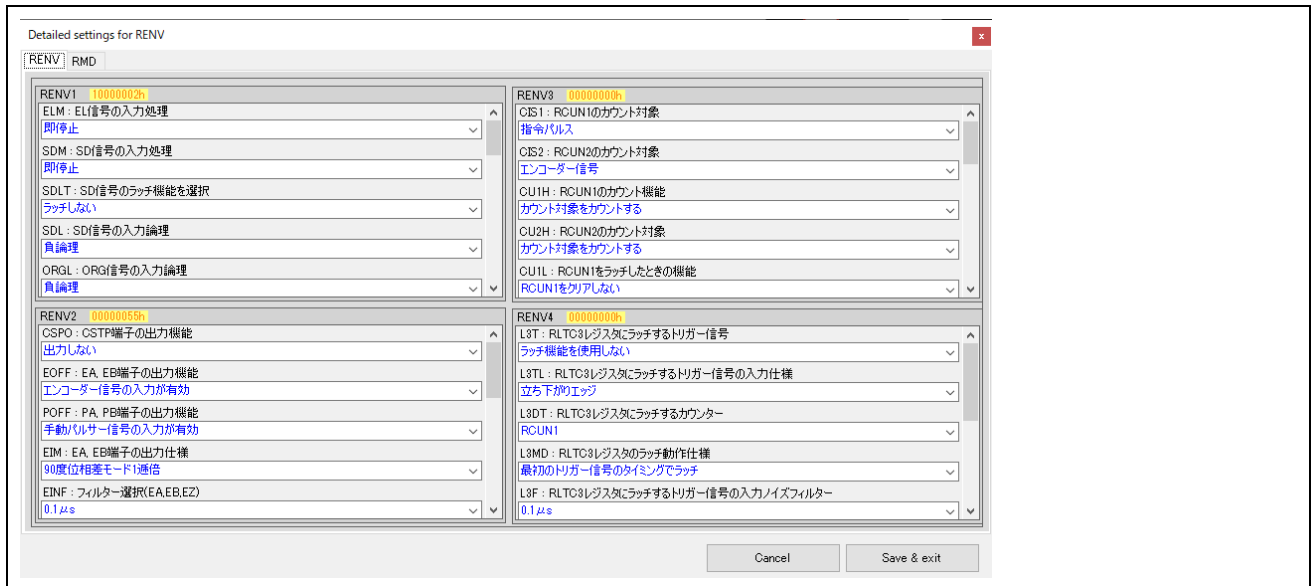 Detailed settings for RENV
x
RENV RMD
RENV1 10000002h
ELM : EL信号の入力処理
即停止
SDM : SD信号の入力処理
即停止
SDLT : SD信号のラッチ機能を選択
ラッチしない
SDL : SD信号の入力論理
負論理
ORGL : ORG信号の入力論理
負論理
RENV3 00000000h
CIS1 : RCUN1のカウント対象
指令パルス
CIS2 : RCUN2のカウント対象
エンコーダー信号
CU1H : RCUN1のカウント機能
カウント対象をカウントする
CU2H : RCUN2のカウント対象
カウント対象をカウントする
CU1L : RCUN1をラッチしたときの機能
RCUN1をクリアしない
RENV2 00000055h
CSPO : CSTP端子の出力機能
出力しない
EOFF : EA, EB端子の出力機能
エンコーダー信号の入力が有効
POFF : PA, PB端子の出力機能
手動パルサー信号の入力が有効
EIM : EA, EB端子の出力仕様
90度位相差モード1逓倍
EINF : フィルター選択(EA,EB,EZ)
0.1μs
RENV4 00000000h
L3T : RLTC3レジスタにラッチするトリガー信号
ラッチ機能を使用しない
L3TL : RLTC3レジスタにラッチするトリガー信号の入力仕様
立ち下がりエッジ
L3DT : RLTC3レジスタにラッチするカウンター
RCUN1
L3MD : RLTC3レジスタのラッチ動作仕様
最初のトリガー信号のタイミングでラッチ
L3F : RLTC3レジスタにラッチするトリガー信号の入力ノイズフィルター
0.1μs
Cancel
Save & exit